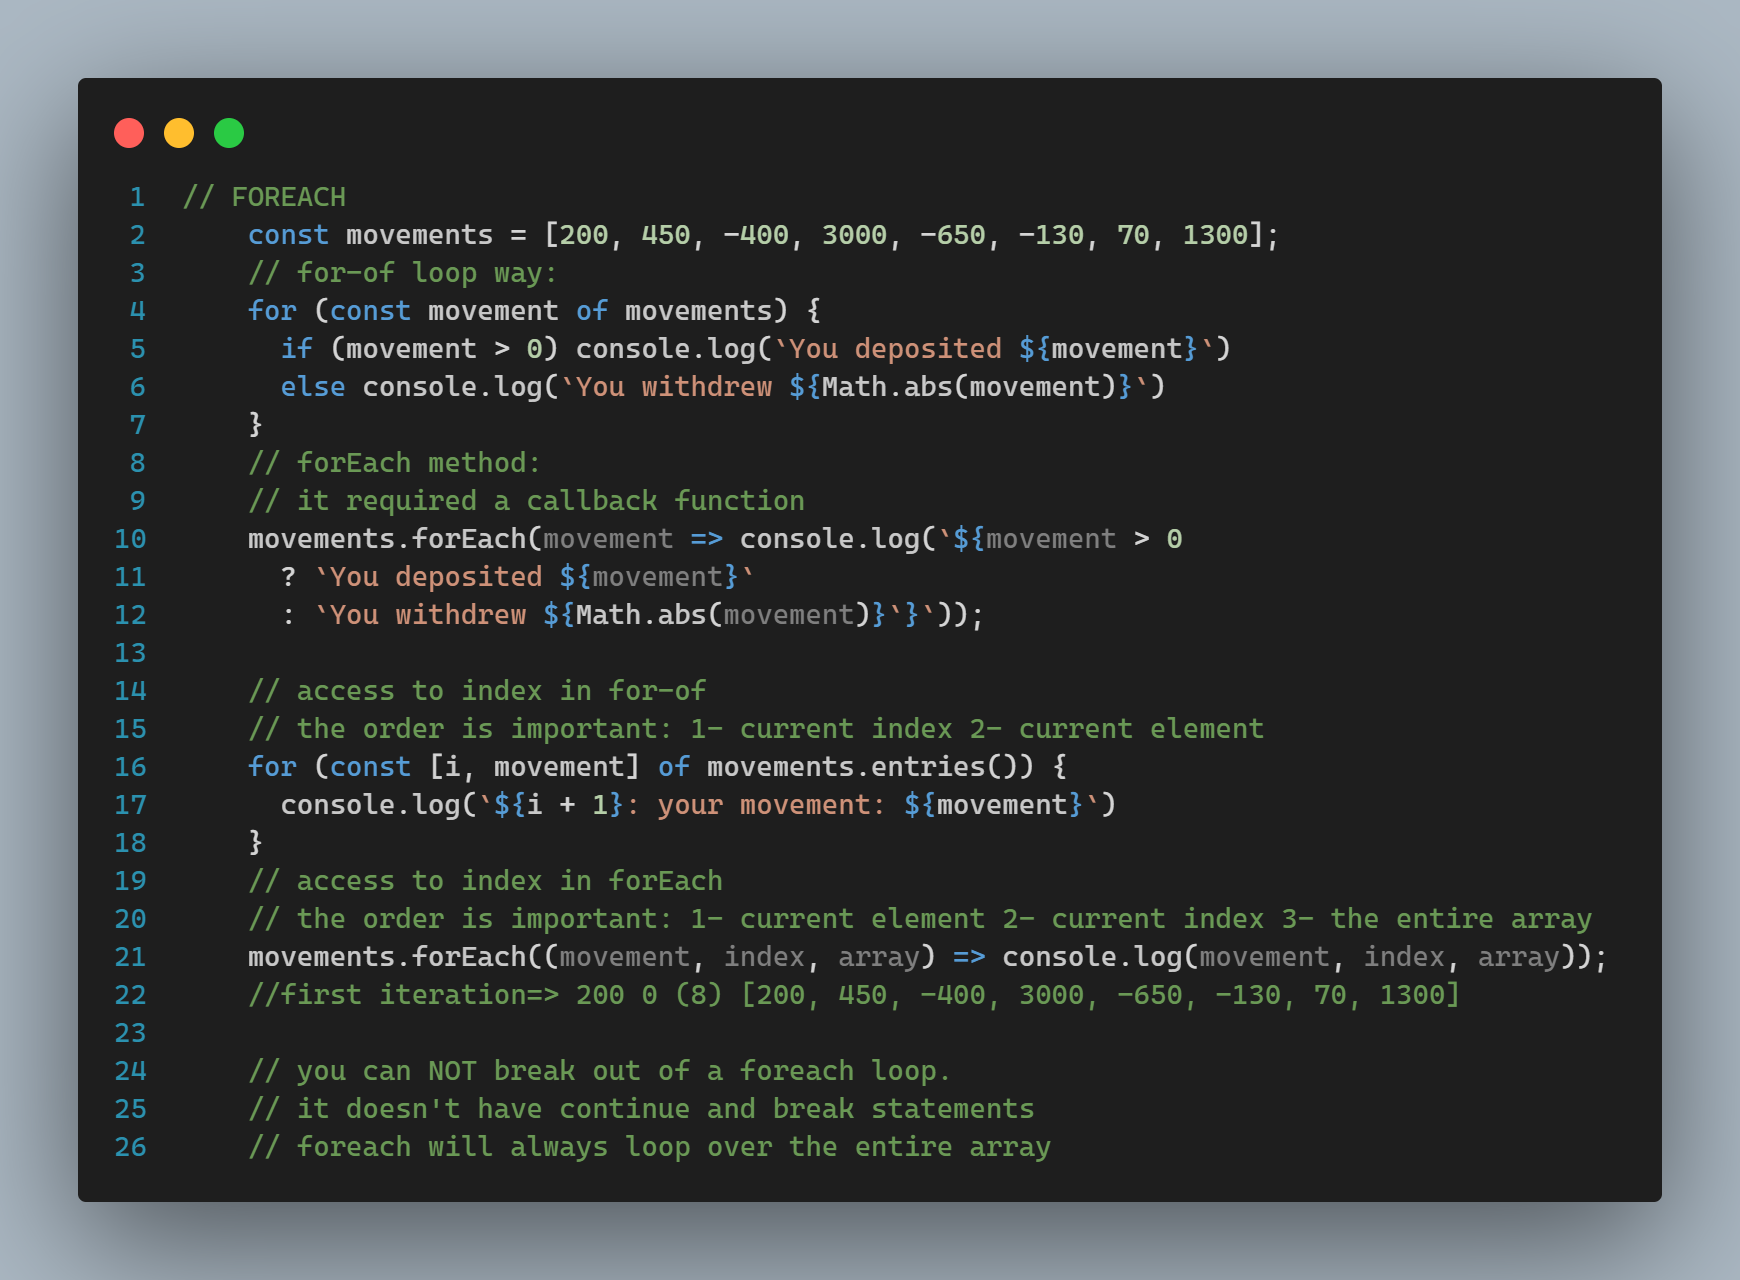 1 // FOREACH
2 const movements = [200, 450, -400, 3000, -650, -130, 70, 1300];
3 // for-of loop way:
4 for (const movement of movements) {
5 if (movement > 0) console.log(`You deposited ${movement}`)
6 else console.log(`You withdrew ${Math.abs(movement)}`)
7 }
8 // forEach method:
9 // it required a callback function
10 movements.forEach(movement => console.log(`${movement > 0
11 ? `You deposited ${movement}`
12 : `You withdrew ${Math.abs(movement)}`}`));
13
14 // access to index in for-of
15 // the order is important: 1- current index 2- current element
16 for (const [i, movement] of movements.entries()) {
17 console.log(`${i + 1}: your movement: ${movement}`)
18 }
19 // access to index in forEach
20 // the order is important: 1- current element 2- current index 3- the entire array
21 movements.forEach((movement, index, array) => console.log(movement, index, array));
22 //first iteration=> 200 0 (8) [200, 450, -400, 3000, -650, -130, 70, 1300]
23
24 // you can NOT break out of a foreach loop.
25 // it doesn't have continue and break statements
26 // foreach will always loop over the entire array